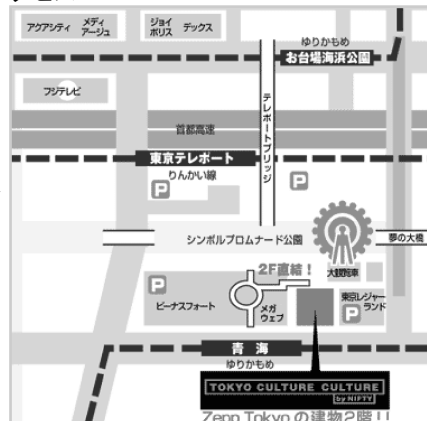 アクアシティ
メディ
アージュ
ジョイ
ポリス
デックス
ゆりかもめ
お台場海浜公園
フジテレビ
テレポートブリッジ
首都高速
東京テレポート
りんかい線
P
P
シンボルプロムナード公園
夢の大橋
2F直結!
大観覧車
P
ビーナスフォート
メガ
ウェブ
東京レジャー
ランド
P
青海
ゆりかもめ
TOKYO CULTURE CULTURE
by NIFTY
Zepp Tokyoの建物2階!!